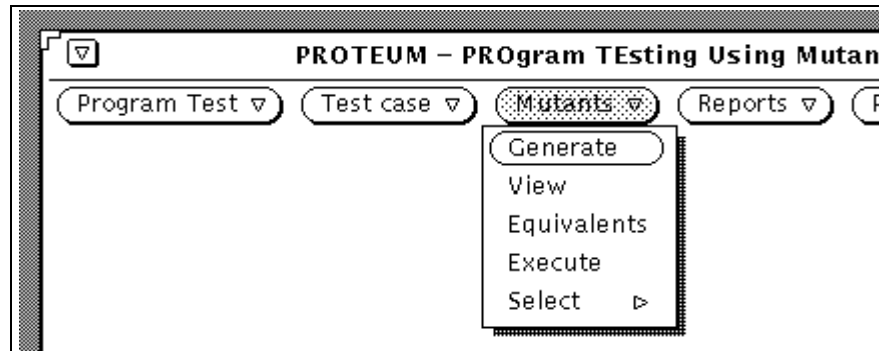 PROTEUM – PROgram TEsting Using Mutan
Program Test ▽ Test case ▽ Mutants ▽ Reports ▽
Generate
View
Equivalents
Execute
Select ▷